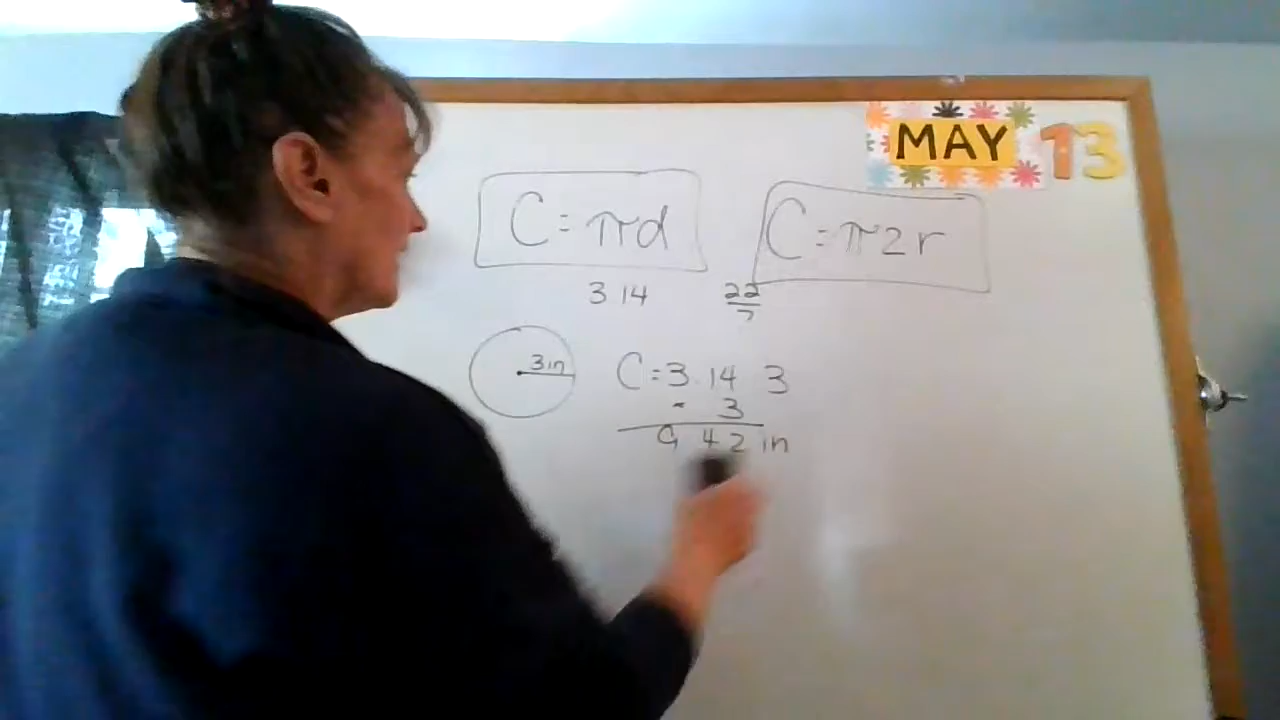 MAY 13
C = πd
C = π2r
3 14
22/7
3in
C = 3.14 3
· 3
9 42 in